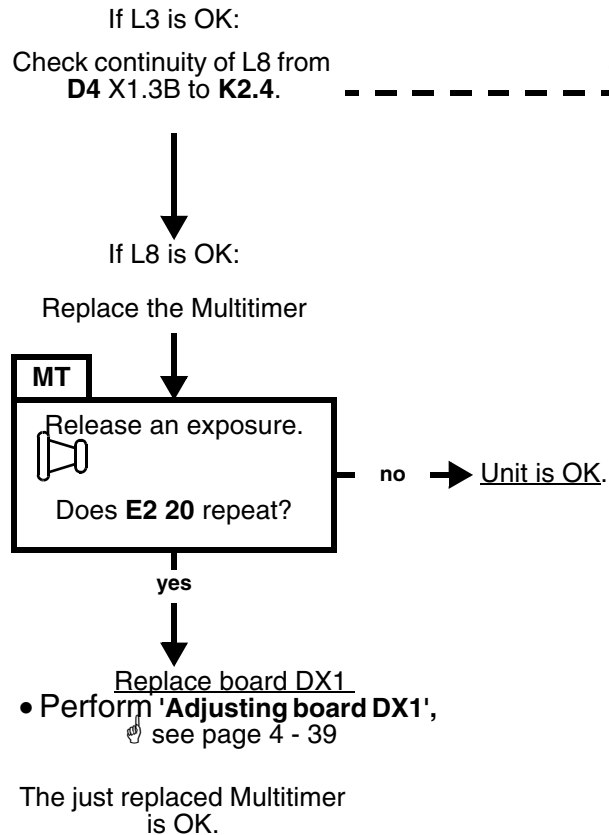 If L3 is OK:
Check continuity of L8 from
D4 X1.3B to K2.4.
If L8 is OK:
Replace the Multitimer
MT
Release an exposure.
Does E2 20 repeat?
no
Unit is OK.
yes
Replace board DX1
• Perform 'Adjusting board DX1',
☝ see page 4 - 39
The just replaced Multitimer
is OK.